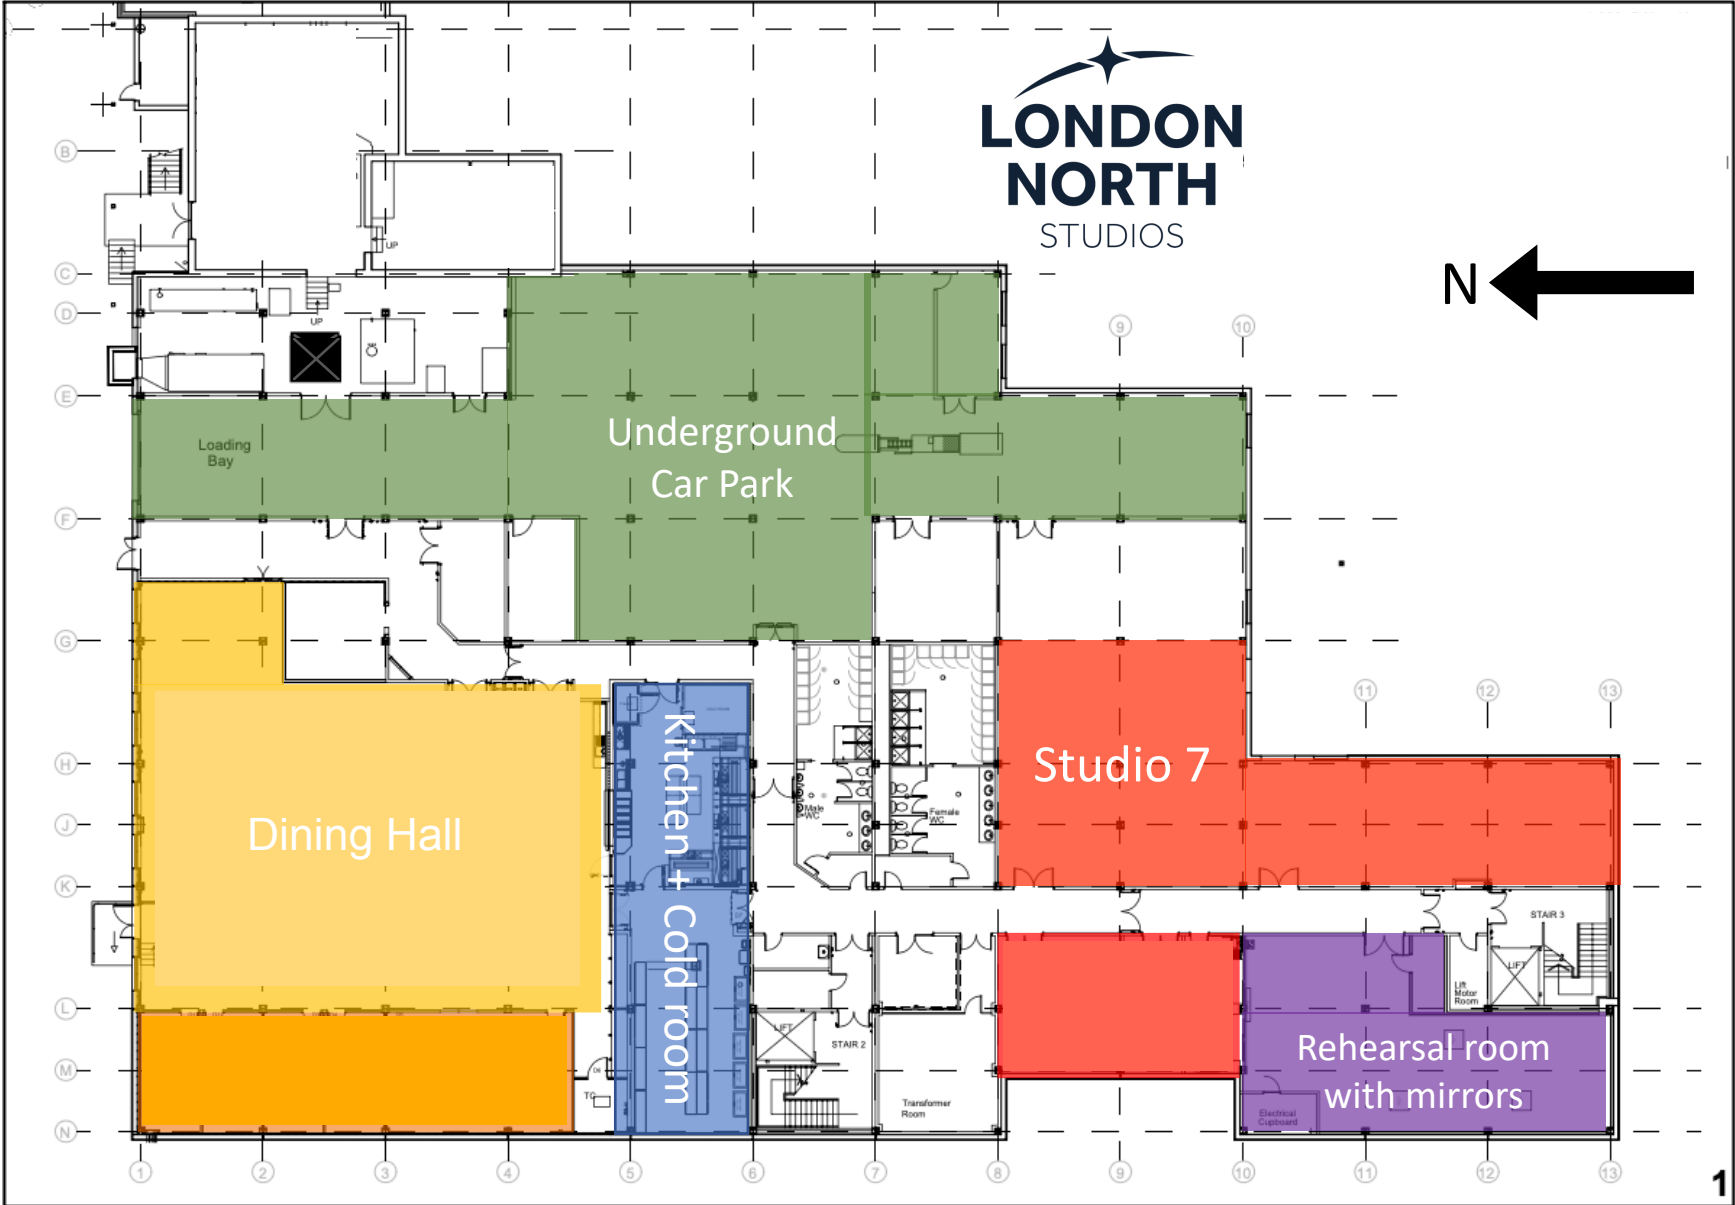 LONDON
NORTH
STUDIOS
N
B
UP
C
D
UP
9
10
E
Underground
Car Park
Loading
Bay
F
G
11
12
13
H
Studio 7
Dining Hall
Kitchen + Cold room
J
Male
WC
Female
WC
K
STAIR 3
LIFT
Lift
Motor
Room
L
LIFT
STAIR 2
Rehearsal room
with mirrors
M
TC
Transformer
Room
Electrical
Cupboard
N
1
2
3
4
5
6
7
8
9
10
11
12
13
1